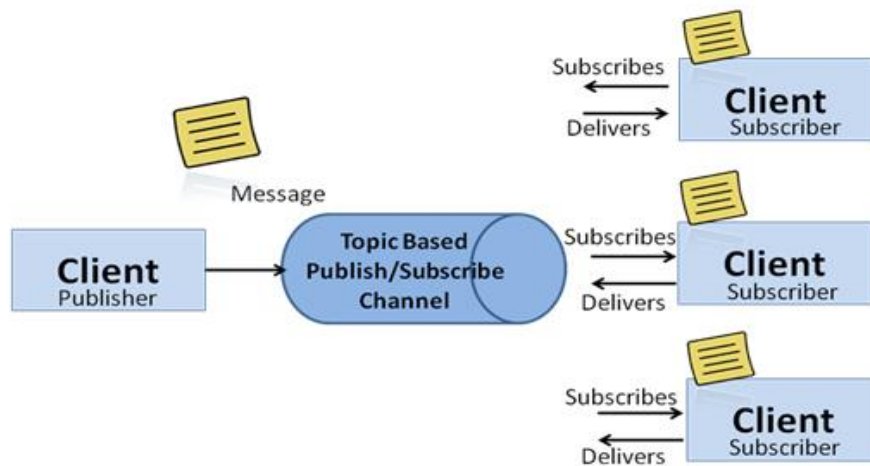 Subscribes
Client
Subscriber
Delivers
Message
Client
Publisher
Topic Based
Publish/Subscribe
Channel
Subscribes
Client
Subscriber
Delivers
Subscribes
Client
Subscriber
Delivers